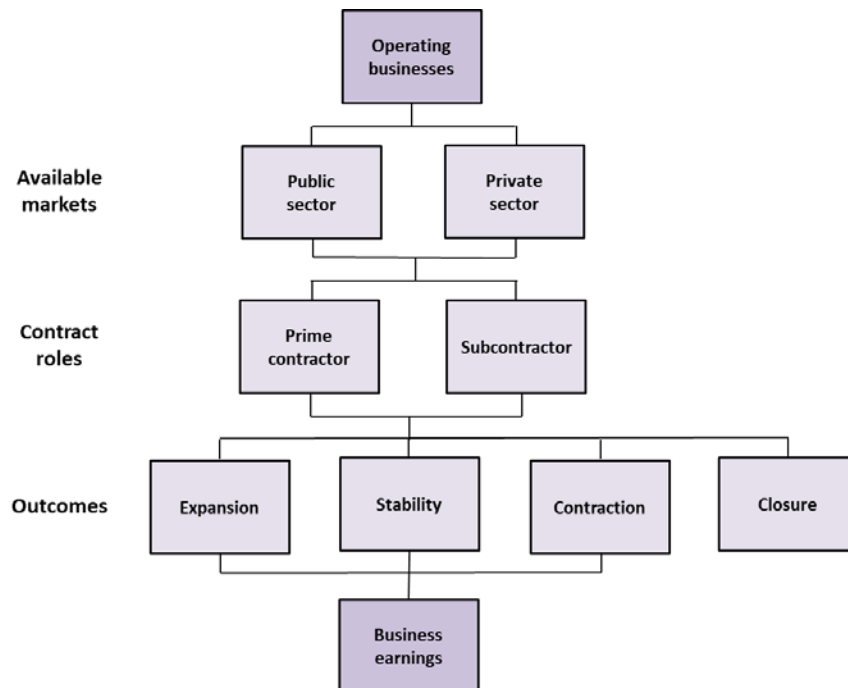 Operating
businesses
Available
markets
Public
sector
Private
sector
Contract
roles
Prime
contractor
Subcontractor
Outcomes
Expansion
Stability
Contraction
Closure
Business
earnings